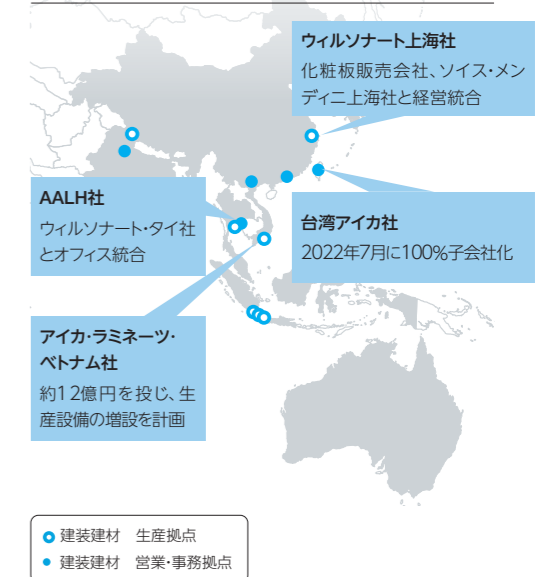 ウィルソナート上海社
化粧板販売会社、ソイス・メン
ディニ上海社と経営統合
AALH社
ウィルソナート・タイ社
とオフィス統合
台湾アイカ社
2022年7月に100%子会社化
アイカ・ラミネーツ・
ベトナム社
約12億円を投じ、生
産設備の増設を計画
建装建材　生産拠点
建装建材　営業・事務拠点